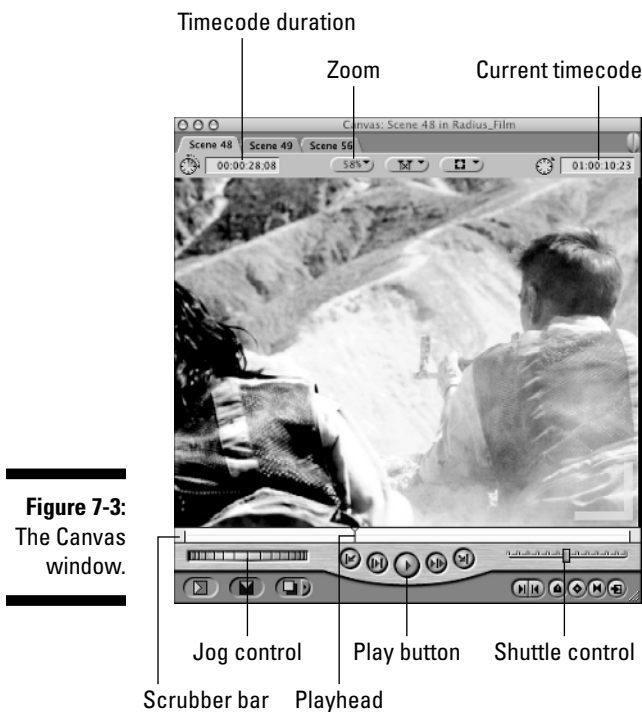 Timecode duration
Zoom
Current timecode
Canvas: Scene 48 in Radius_Film
Scene 48
Scene 49
Scene 56
00:00:28;08
58%
01:00:10;23
Figure 7-3:
The Canvas
window.
Jog control
Play button
Shuttle control
Scrubber bar
Playhead